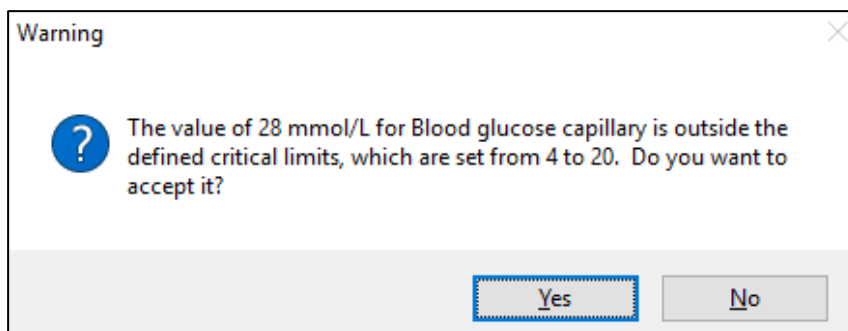 Warning
The value of 28 mmol/L for Blood glucose capillary is outside the
defined critical limits, which are set from 4 to 20.  Do you want to
accept it?
Yes
No